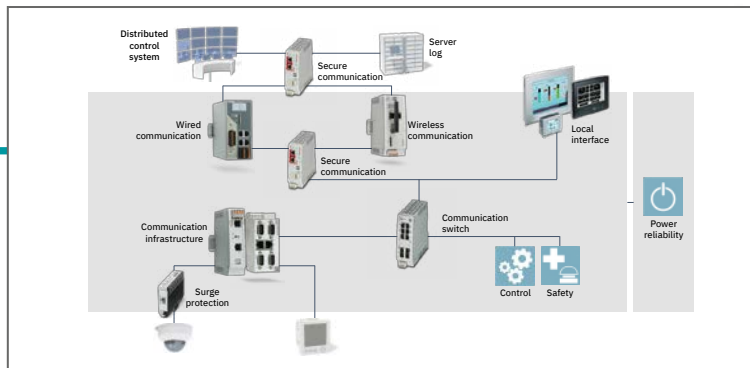 Distributed
control
system
Server
log
Secure
communication
Wired
communication
Wireless
communication
Local
interface
Secure
communication
Communication
infrastructure
Communication
switch
Power
reliability
Surge
protection
Control
Safety